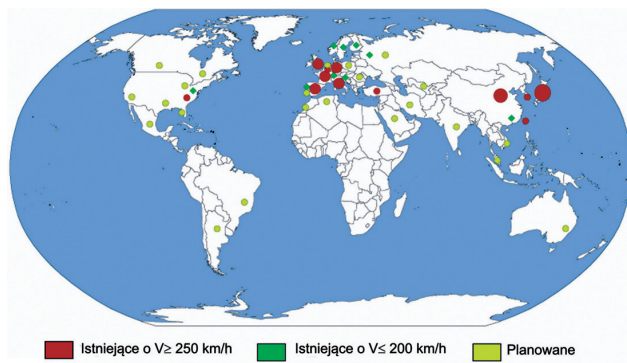 Istniejące o V≥ 250 km/h Istniejące o V≤ 200 km/h Planowane